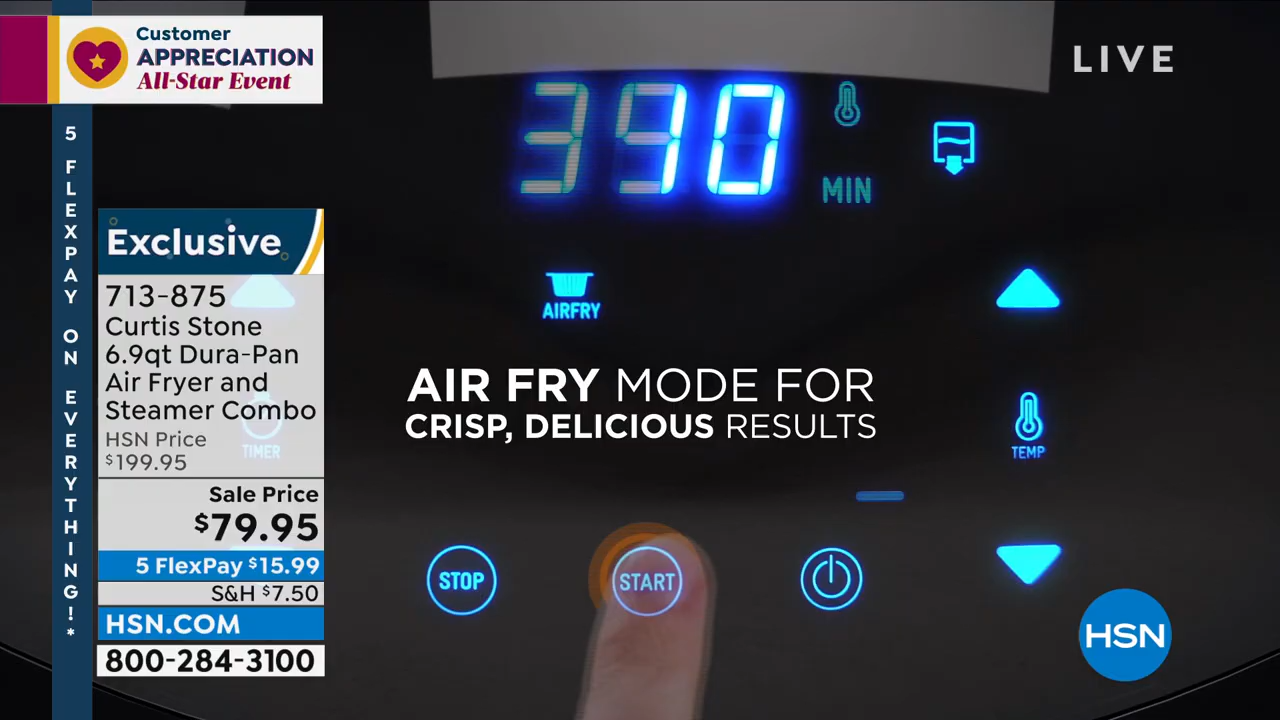 Customer
APPRECIATION
All-Star Event
LIVE
5 FLEXPAY ON EVERYTHING!*
Exclusive
713-875
Curtis Stone
6.9qt Dura-Pan
Air Fryer and
Steamer Combo
HSN Price
$199.95
Sale Price
$79.95
5 FlexPay $15.99
S&H $7.50
HSN.COM
800-284-3100
10
MIN
AIRFRY
AIR FRY MODE FOR
CRISP, DELICIOUS RESULTS
TIMER
TEMP
STOP
START
HSN